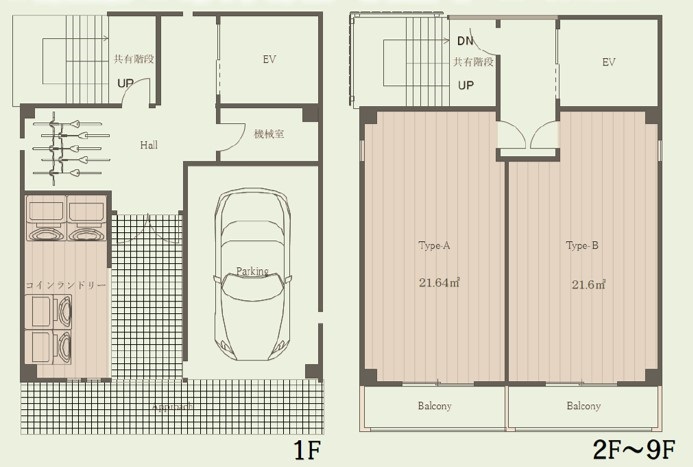 共有階段
UP
EV
Hall
機械室
コインランドリー
Parking
Approach
1F
DN
共有階段
UP
EV
Type-A
21.64㎡
Type-B
21.6㎡
Balcony
Balcony
2F～9F